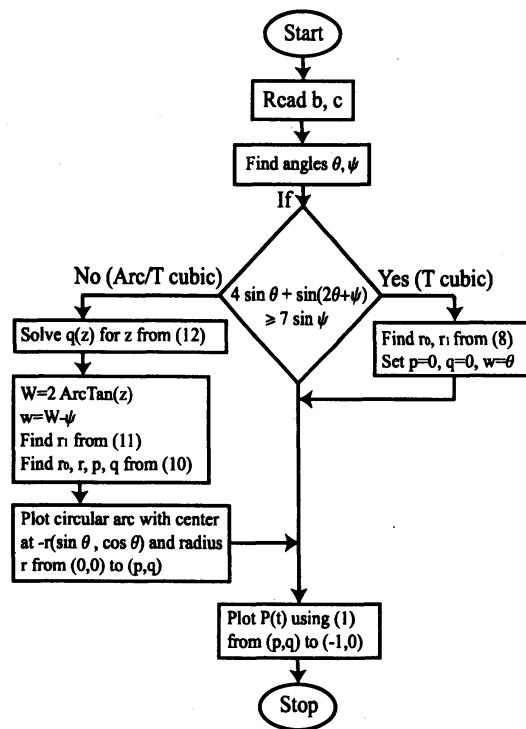 Start
Read b, c
Find angles θ, ψ
If
No (Arc/T cubic)
Yes (T cubic)
4 sin θ + sin(2θ+ψ)
⩾ 7 sin ψ
Solve q(z) for z from (12)
Find r₀, r₁ from (8)
Set p=0, q=0, w=θ
W=2 ArcTan(z)
w=W-ψ
Find r₁ from (11)
Find r₀, r, p, q from (10)
Plot circular arc with center
at -r(sin θ, cos θ) and radius
r from (0,0) to (p,q)
Plot P(t) using (1)
from (p,q) to (-1,0)
Stop